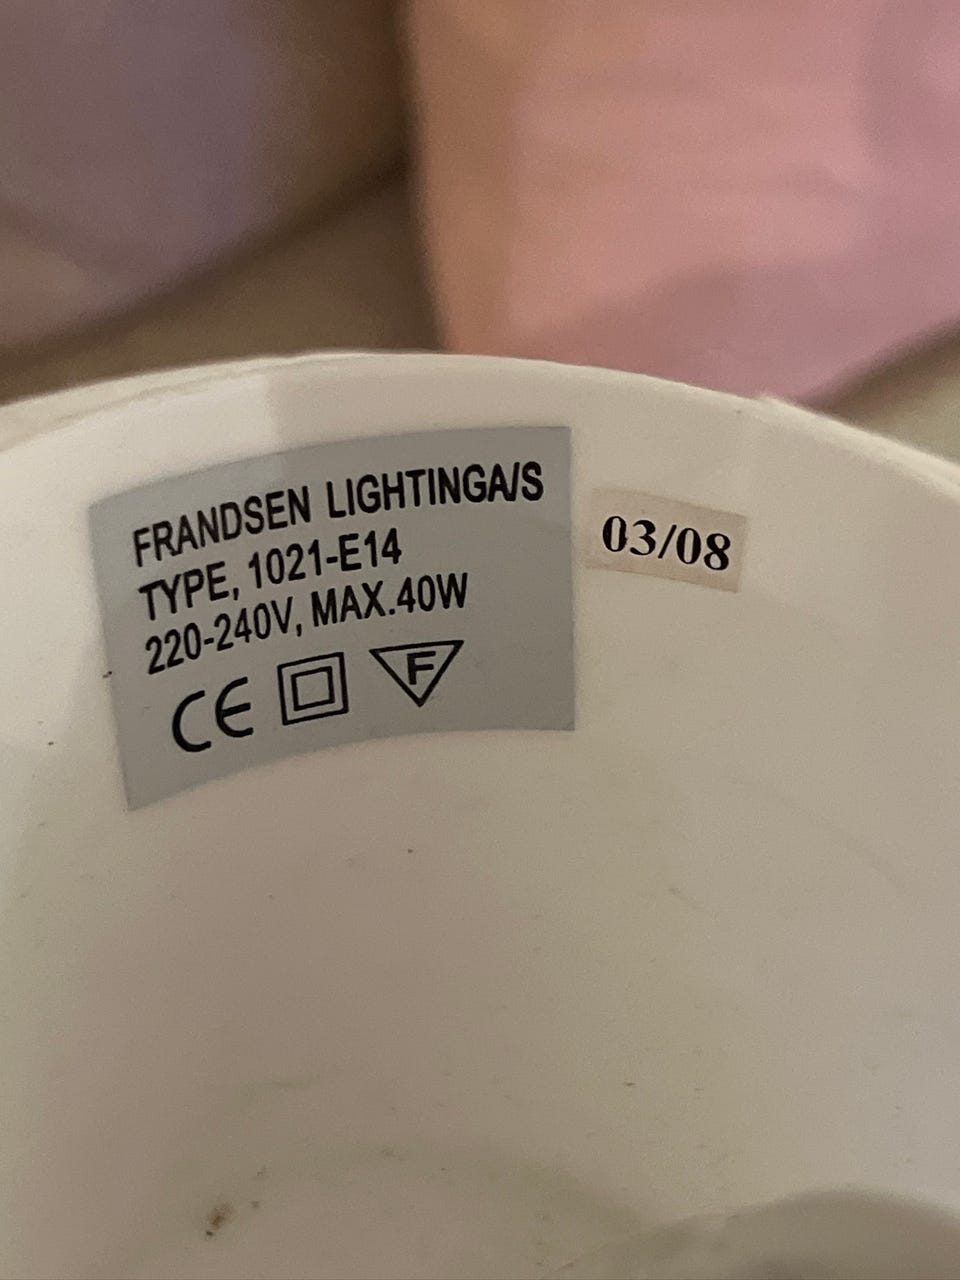 FRANDSEN LIGHTINGA/S
TYPE, 1021-E14
220-240V, MAX.40W
CE F
03/08